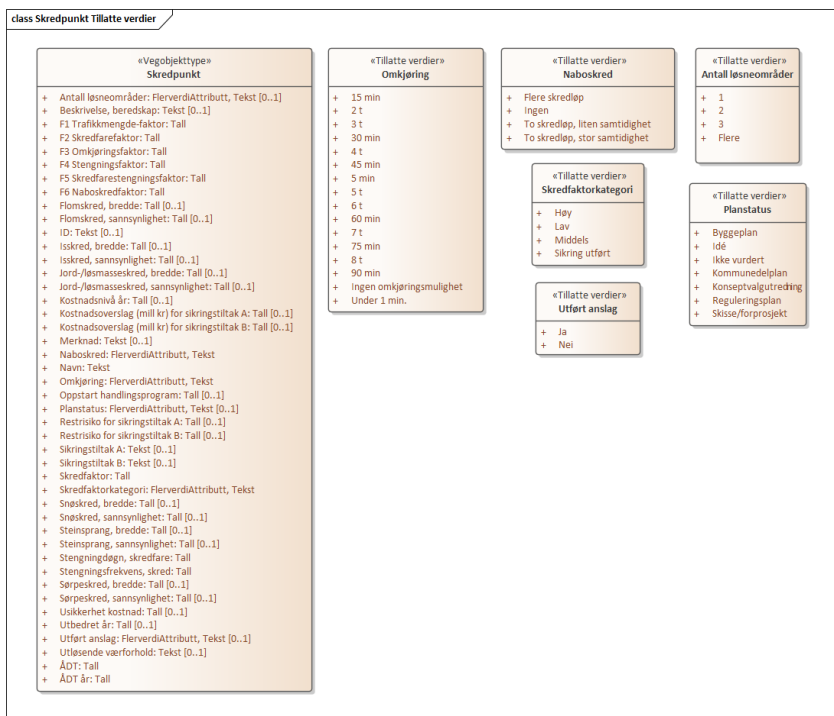 class Skredpunkt Tillatte verdier
«Vegobjekttype»
Skredpunkt
+ Antall løsneområder: FlerverdiAttributt, Tekst [0..1]
+ Beskrivelse, beredskap: Tekst [0..1]
+ F1 Trafikkmengde-faktor: Tall
+ F2 Skredfarefaktor: Tall
+ F3 Omkjøringsfaktor: Tall
+ F4 Stengningsfaktor: Tall
+ F5 Skredfarestengningsfaktor: Tall
+ F6 Naboskredfaktor: Tall
+ Flomskred, bredde: Tall [0..1]
+ Flomskred, sannsynlighet: Tall [0..1]
+ ID: Tekst [0..1]
+ Isskred, bredde: Tall [0..1]
+ Isskred, sannsynlighet: Tall [0..1]
+ Jord-/løsmasseskred, bredde: Tall [0..1]
+ Jord-/løsmasseskred, sannsynlighet: Tall [0..1]
+ Kostnadsnivå år: Tall [0..1]
+ Kostnadsoverslag (mill kr) for sikringstiltak A: Tall [0..1]
+ Kostnadsoverslag (mill kr) for sikringstiltak B: Tall [0..1]
+ Merknad: Tekst [0..1]
+ Naboskred: FlerverdiAttributt, Tekst
+ Navn: Tekst
+ Omkjøring: FlerverdiAttributt, Tekst
+ Oppstart handlingsprogram: Tall [0..1]
+ Planstatus: FlerverdiAttributt, Tekst [0..1]
+ Restrisiko for sikringstiltak A: Tall [0..1]
+ Restrisiko for sikringstiltak B: Tall [0..1]
+ Sikringstiltak A: Tekst [0..1]
+ Sikringstiltak B: Tekst [0..1]
+ Skredfaktor: Tall
+ Skredfaktorkategori: FlerverdiAttributt, Tekst
+ Snøskred, bredde: Tall [0..1]
+ Snøskred, sannsynlighet: Tall [0..1]
+ Steinsprang, bredde: Tall [0..1]
+ Steinsprang, sannsynlighet: Tall [0..1]
+ Stengningdøgn, skredfare: Tall
+ Stengningsfrekvens, skred: Tall
+ Sørpeskred, bredde: Tall [0..1]
+ Sørpeskred, sannsynlighet: Tall [0..1]
+ Usikkerhet kostnad: Tall [0..1]
+ Utbedret år: Tall [0..1]
+ Utført anslag: FlerverdiAttributt, Tekst [0..1]
+ Utløsende værforhold: Tekst [0..1]
+ ÅDT: Tall
+ ÅDT år: Tall
«Tillatte verdier»
Omkjøring
+ 15 min
+ 2 t
+ 3 t
+ 30 min
+ 4 t
+ 45 min
+ 5 min
+ 5 t
+ 6 t
+ 60 min
+ 7 t
+ 75 min
+ 8 t
+ 90 min
+ Ingen omkjøringsmulighet
+ Under 1 min.
«Tillatte verdier»
Naboskred
+ Flere skredløp
+ Ingen
+ To skredløp, liten samtidighet
+ To skredløp, stor samtidighet
«Tillatte verdier»
Skredfaktorkategori
+ Høy
+ Lav
+ Middels
+ Sikring utført
«Tillatte verdier»
Utført anslag
+ Ja
+ Nei
«Tillatte verdier»
Antall løsneområder
+ 1
+ 2
+ 3
+ Flere
«Tillatte verdier»
Planstatus
+ Byggeplan
+ Idé
+ Ikke vurdert
+ Kommunedelplan
+ Konseptvalgutredning
+ Reguleringsplan
+ Skisse/forprosjekt